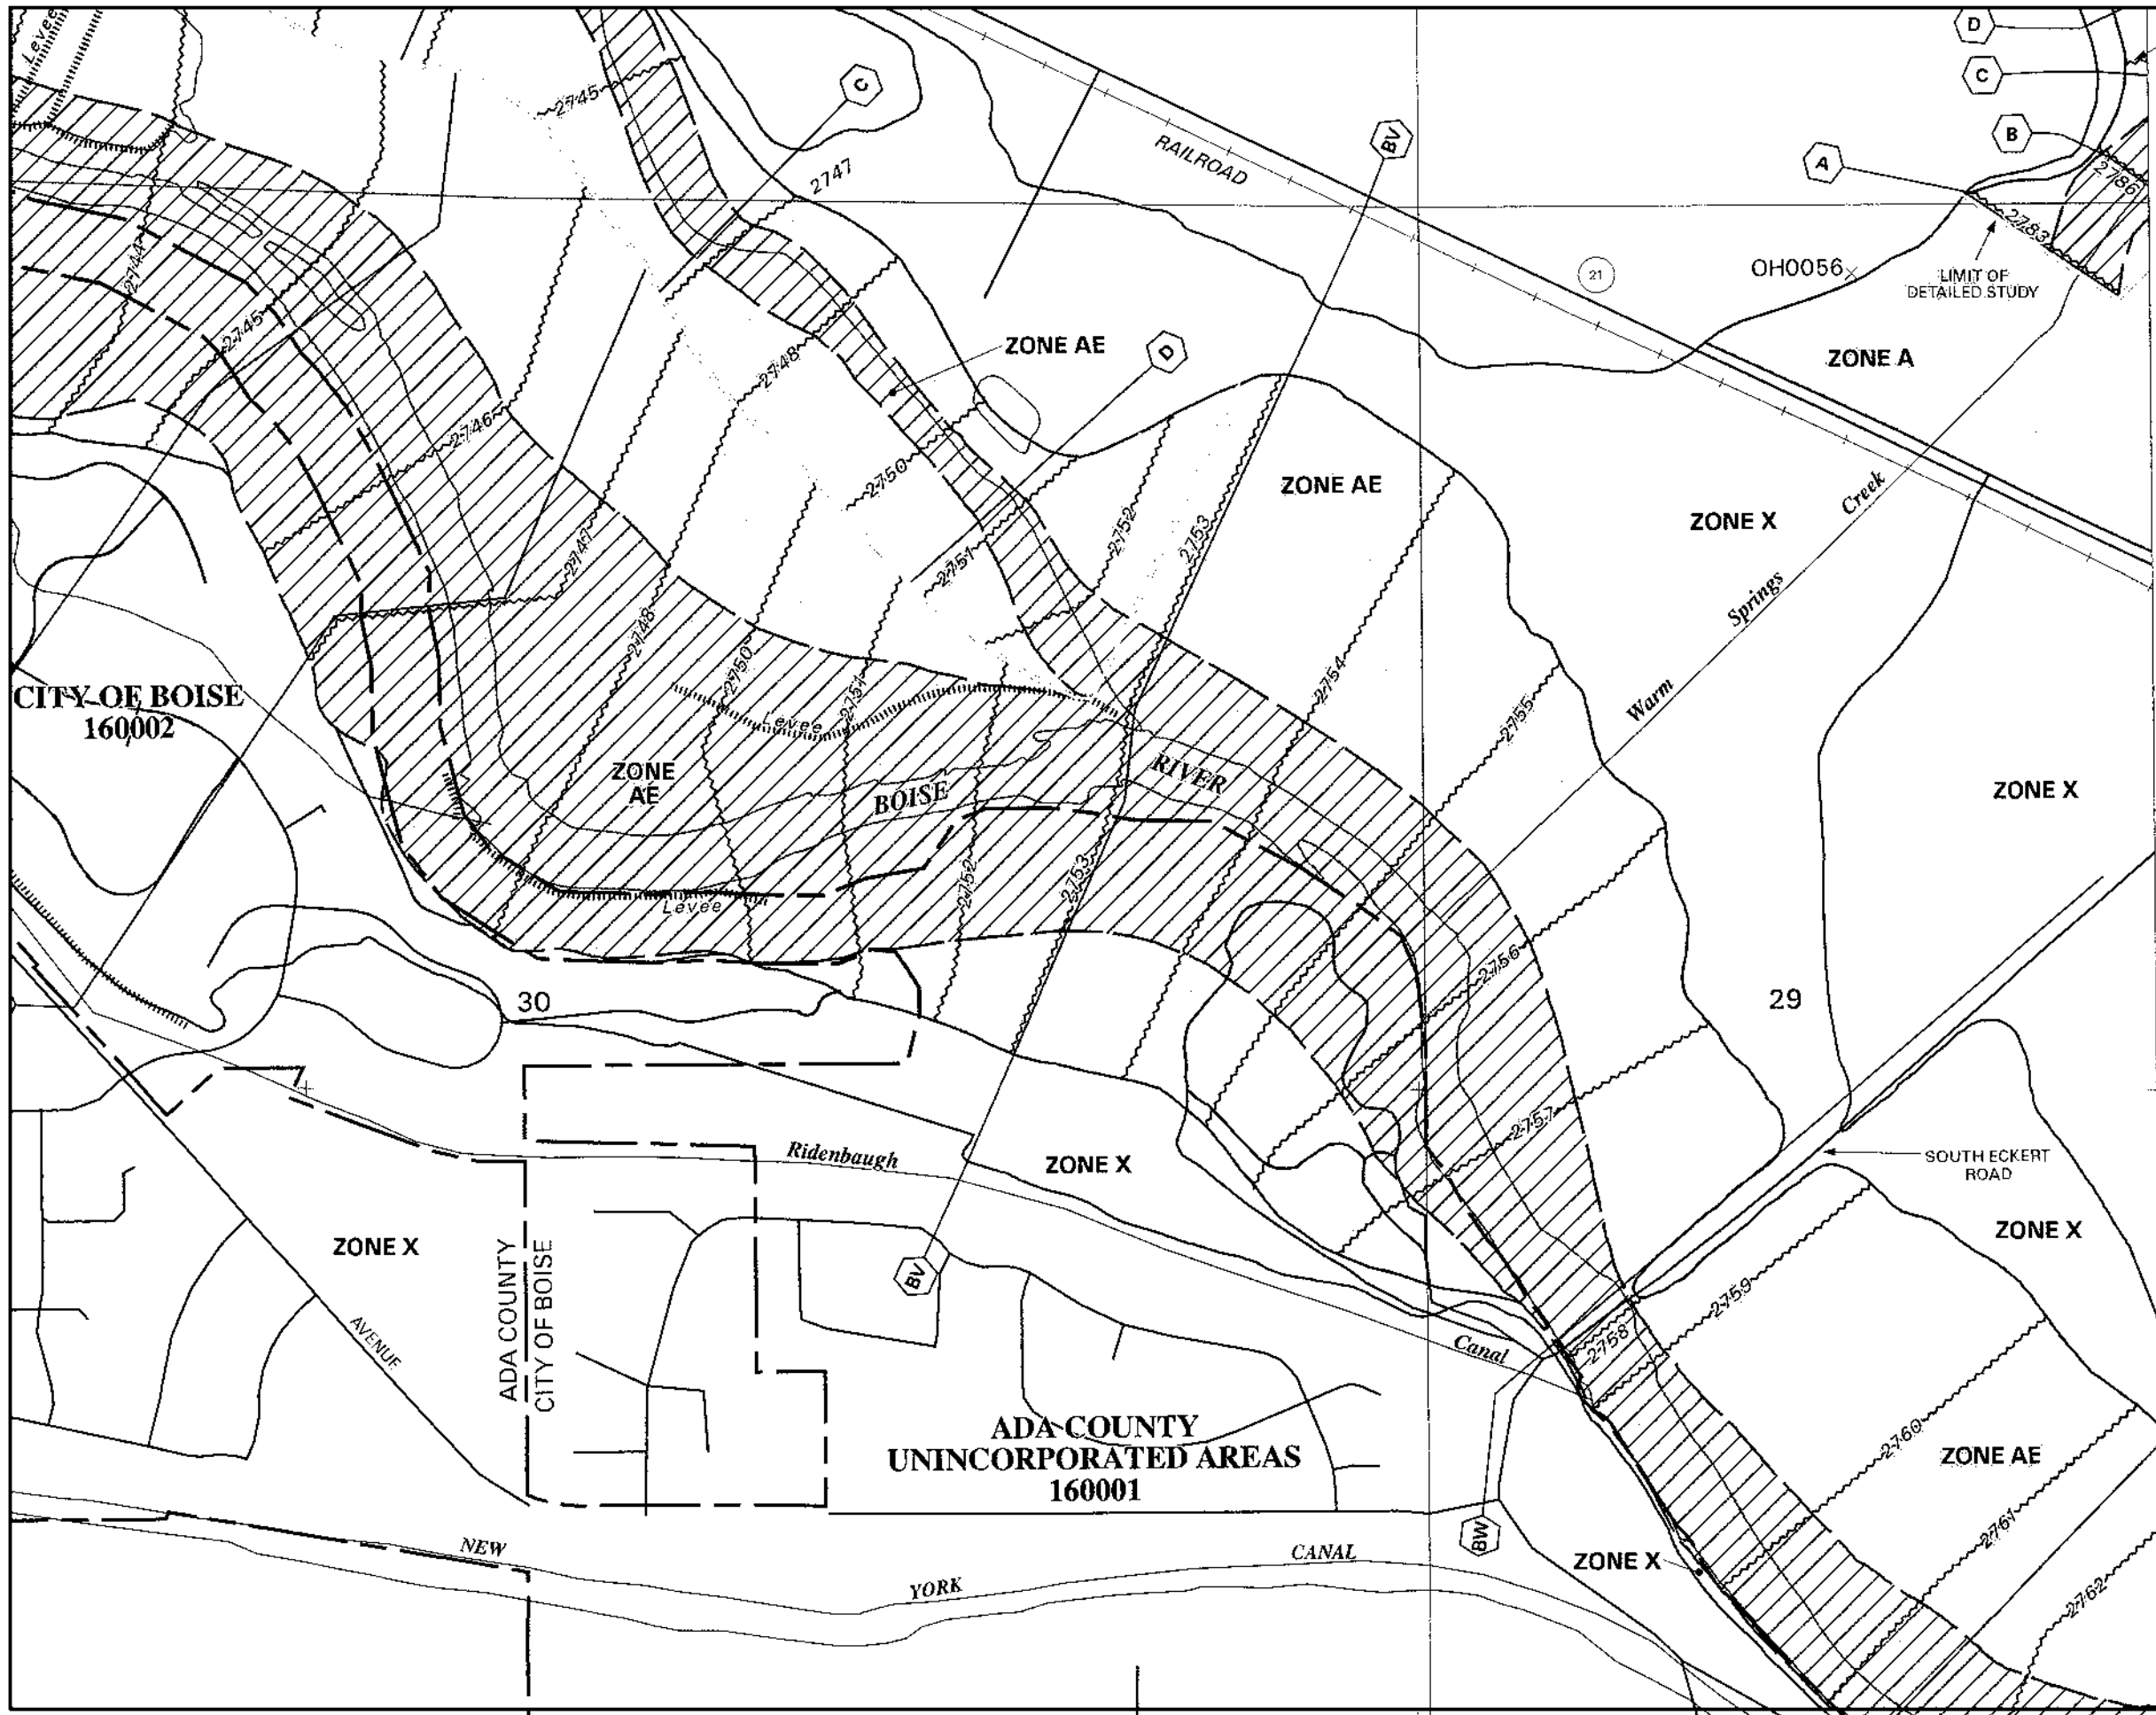 Levee
D
C
2745
C
B
A
BV
RAILROAD
2747
2786
2783
21
OH0056
LIMIT OF
DETAILED STUDY
2744
2745
ZONE AE
D
ZONE A
2748
2746
2750
ZONE AE
ZONE X
Creek
2752
2753
2747
2751
Springs
2748
2750
2751
2754
2755
Warm
CITY OF BOISE
160002
Levee
ZONE
AE
BOISE
RIVER
ZONE X
2752
2753
Levee
2756
30
29
2757
Ridenbaugh
ZONE X
SOUTH ECKERT
ROAD
ZONE X
ZONE X
ADA COUNTY
CITY OF BOISE
BV
2759
2758
AVENUE
Canal
ADA COUNTY
UNINCORPORATED AREAS
160001
2760
ZONE AE
BW
2761
NEW
CANAL
ZONE X
YORK
2762